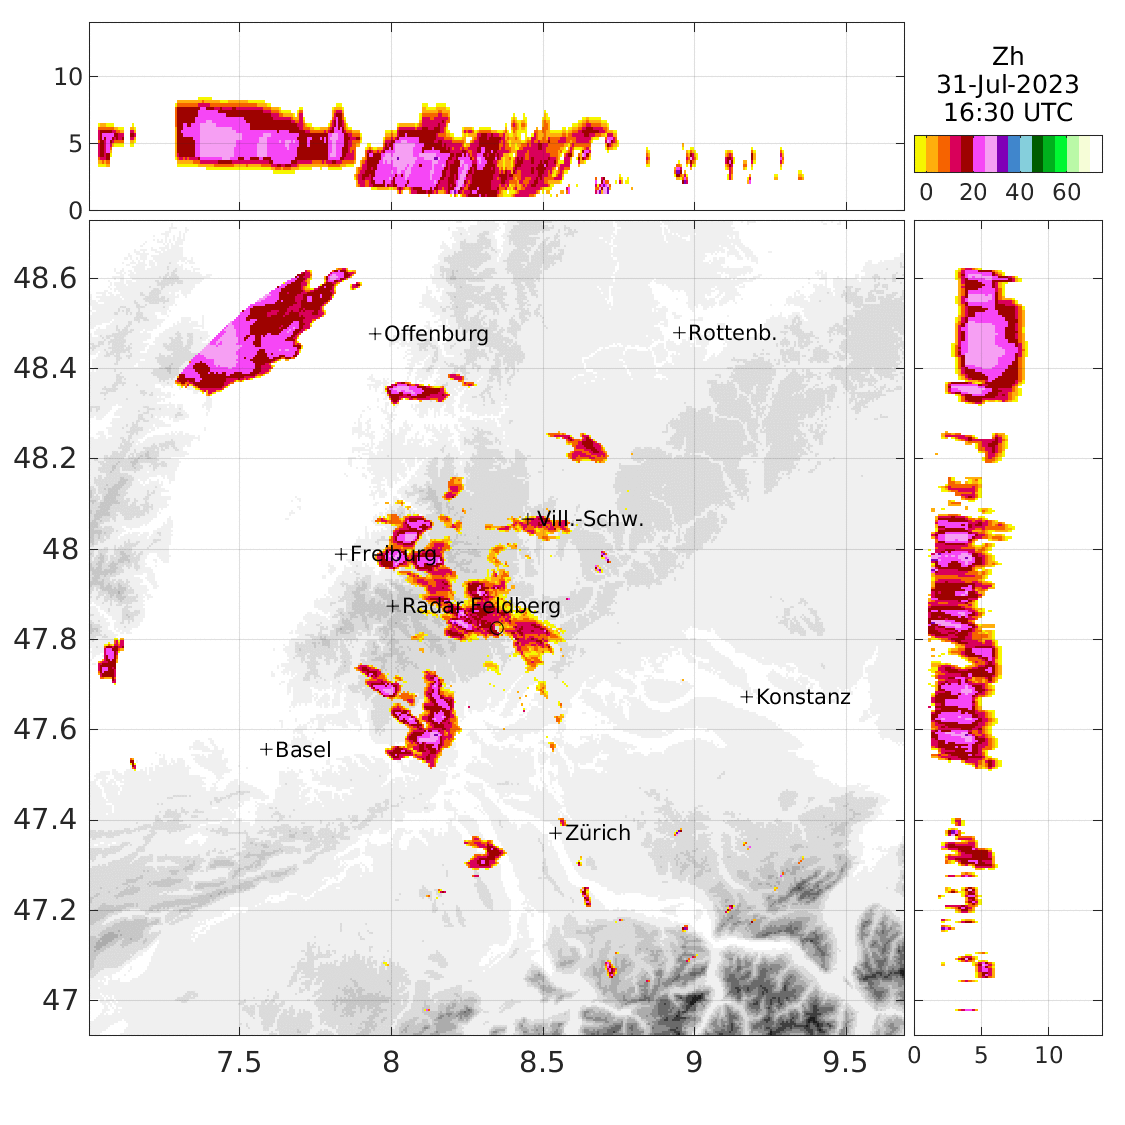 10
5
0
Zh
31-Jul-2023
16:30 UTC
0 20 40 60
48.6
48.4
48.2
48
47.8
47.6
47.4
47.2
47
+Offenburg
+Rottenb.
+Vill.-Schw.
+Freiburg
+Radar Feldberg
+Konstanz
+Basel
+Zürich
7.5 8 8.5 9 9.5
0 5 10